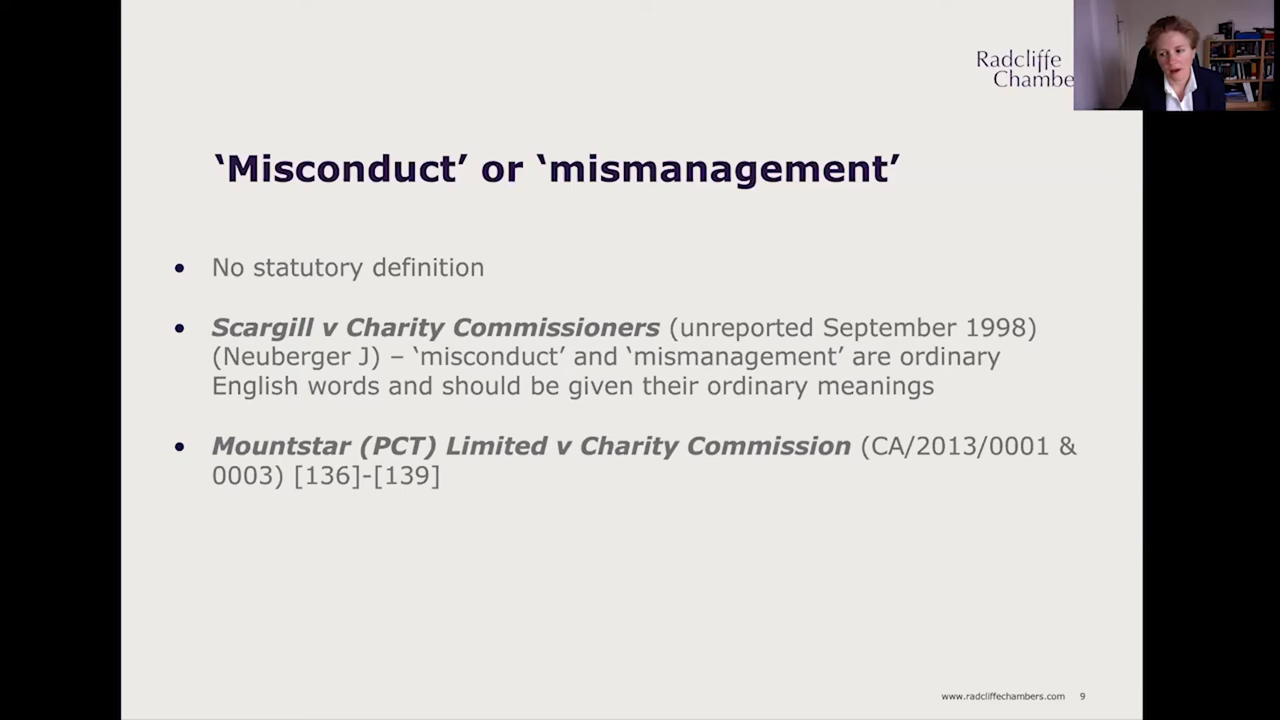 Radcliffe
Chambe
‘Misconduct’ or ‘mismanagement’
• No statutory definition
• Scargill v Charity Commissioners (unreported September 1998)
(Neuberger J) – ‘misconduct’ and ‘mismanagement’ are ordinary
English words and should be given their ordinary meanings
• Mountstar (PCT) Limited v Charity Commission (CA/2013/0001 &
0003) [136]-[139]
www.radcliffechambers.com 9